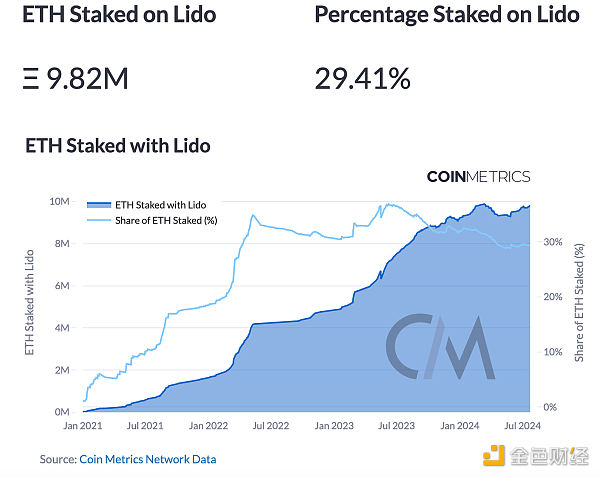 ETH Staked on Lido
Percentage Staked on Lido
Ξ 9.82M
29.41%
ETH Staked with Lido
COINMETRICS
ETH Staked with Lido
Share of ETH Staked (%)
10M
8M
6M
4M
2M
0M
ETH Staked with Lido
30%
20%
10%
0%
Share of ETH Staked (%)
CM
Jan 2021 Jul 2021 Jan 2022 Jul 2022 Jan 2023 Jul 2023 Jan 2024 Jul 2024
Source: Coin Metrics Network Data
金色财经